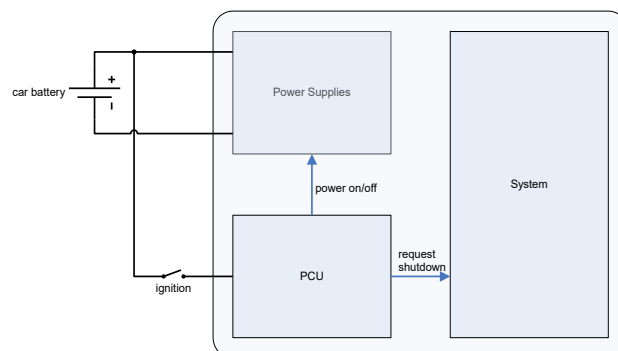 Power Supplies
+
car battery
-
power on/off
System
request
shutdown
PCU
ignition